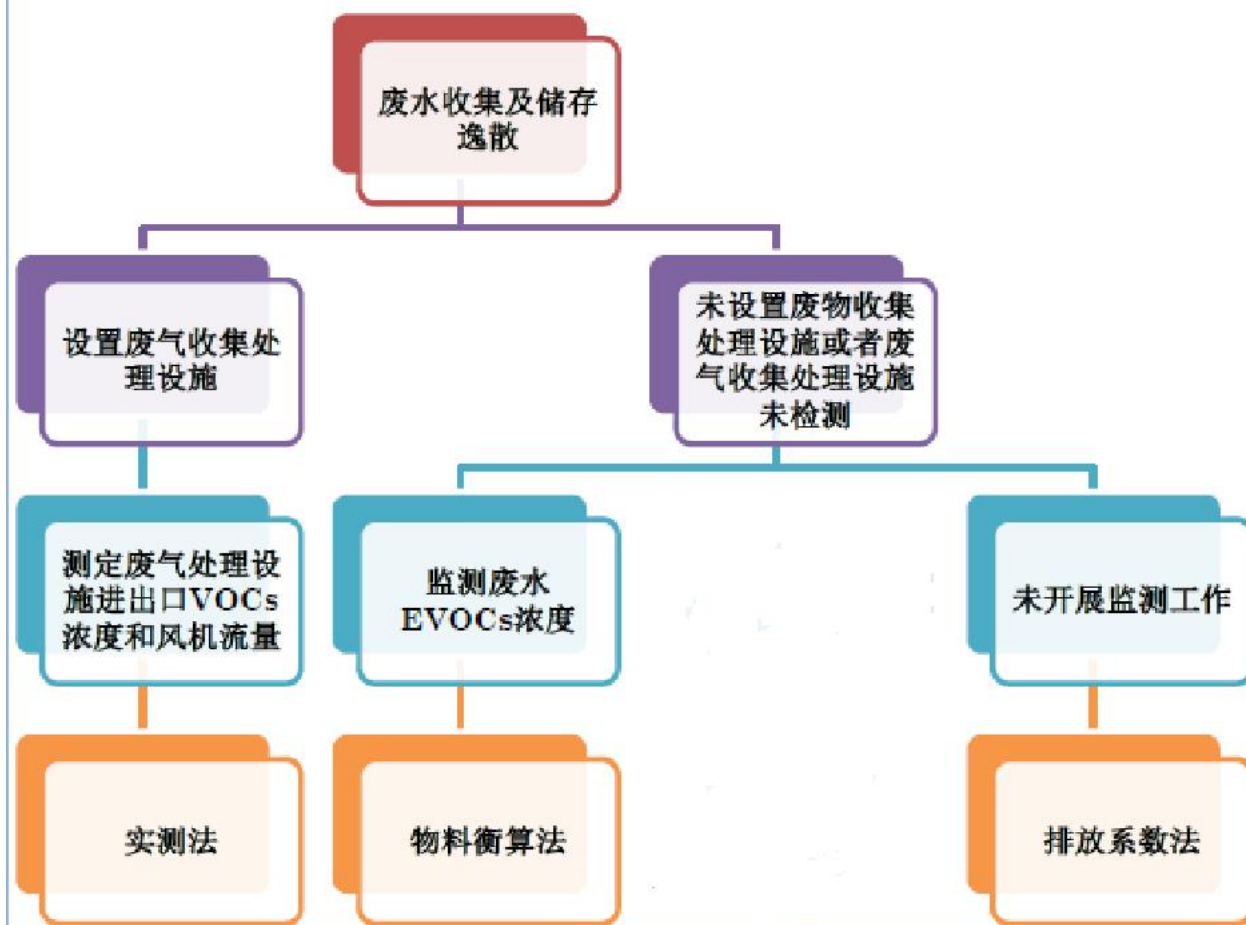 废水收集及储存
逸散
设置废气收集处
理设施
未设置废物收集
处理设施或者废
气收集处理设施
未检测
测定废气处理设
施进出口VOCs
浓度和风机流量
监测废水
EVOCs浓度
未开展监测工作
实测法
物料衡算法
排放系数法